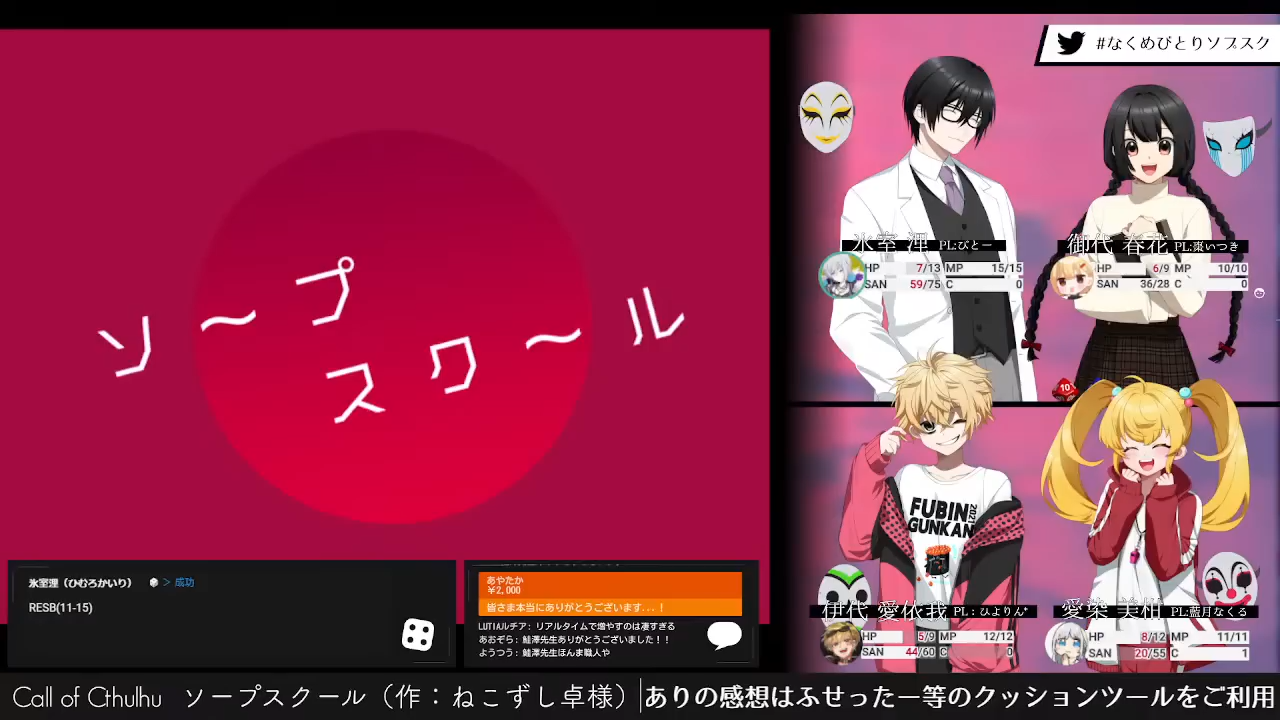 ソ〜プ
スク〜ル
#なくめびとりソプスク
氷室 浬 PL:びとー
HP 7/13 MP 15/15
SAN 59/75 C 0
御代 春花 PL:棗いつき
HP 6/9 MP 10/10
SAN 36/28 C 0
10
FUBIN 2021
GUNKAN
伊代 愛依我 PL:ひよりん*
HP 5/9 MP 12/12
SAN 44/60 C 0
愛染 美柑 PL:藍月なくる
HP 8/12 MP 11/11
SAN 20/55 C 1
氷室浬(ひむろかいり) > 成功
RESB(11-15)
あやたか
¥2,000
皆さま本当にありがとうございます...!
LUTIAルチア: リアルタイムで増やすのは凄すぎる
あおぞら: 鮭澤先生ありがとうございました!!
ようつう: 鮭澤先生ほんま職人や
Call of Cthulhu ソープスクール(作:ねこずし卓様)|ありの感想はふせったー等のクッションツールをご利用